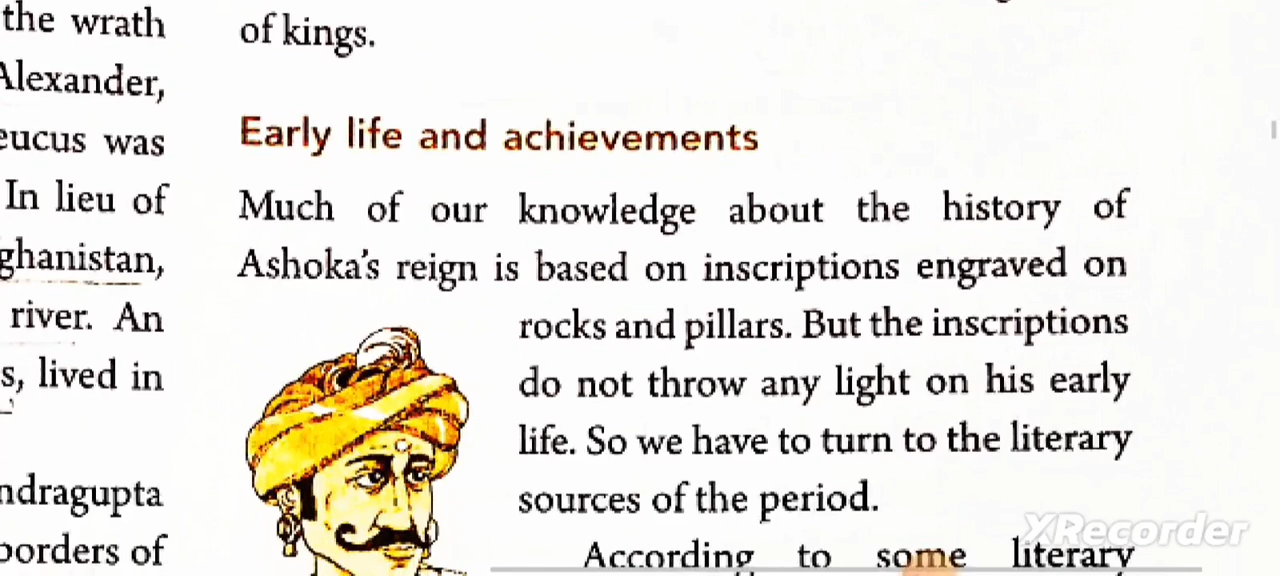 the wrath
Alexander,
eucus was
In lieu of
ghanistan,
river. An
s, lived in
ndragupta
borders of
of kings.
Early life and achievements
Much of our knowledge about the history of
Ashoka's reign is based on inscriptions engraved on
rocks and pillars. But the inscriptions
do not throw any light on his early
life. So we have to turn to the literary
sources of the period.
According to some literary
XRecorder